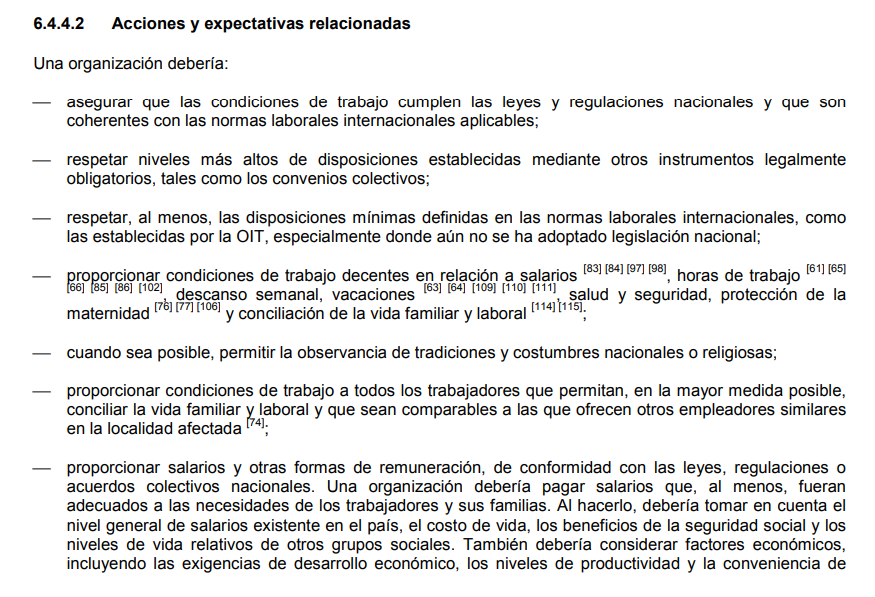 6.4.4.2 Acciones y expectativas relacionadas
Una organización debería:
— asegurar que las condiciones de trabajo cumplen las leyes y regulaciones nacionales y que son
coherentes con las normas laborales internacionales aplicables;
— respetar niveles más altos de disposiciones establecidas mediante otros instrumentos legalmente
obligatorios, tales como los convenios colectivos;
— respetar, al menos, las disposiciones mínimas definidas en las normas laborales internacionales, como
las establecidas por la OIT, especialmente donde aún no se ha adoptado legislación nacional;
— proporcionar condiciones de trabajo decentes en relación a salarios [83] [84] [97] [98], horas de trabajo [61] [65]
[66] [85] [86] [102], descanso semanal, vacaciones [63] [64] [109] [110] [111], salud y seguridad, protección de la
maternidad [76] [77] [106] y conciliación de la vida familiar y laboral [114] [115];
— cuando sea posible, permitir la observancia de tradiciones y costumbres nacionales o religiosas;
— proporcionar condiciones de trabajo a todos los trabajadores que permitan, en la mayor medida posible,
conciliar la vida familiar y laboral y que sean comparables a las que ofrecen otros empleadores similares
en la localidad afectada [74];
— proporcionar salarios y otras formas de remuneración, de conformidad con las leyes, regulaciones o
acuerdos colectivos nacionales. Una organización debería pagar salarios que, al menos, fueran
adecuados a las necesidades de los trabajadores y sus familias. Al hacerlo, debería tomar en cuenta el
nivel general de salarios existente en el país, el costo de vida, los beneficios de la seguridad social y los
niveles de vida relativos de otros grupos sociales. También debería considerar factores económicos,
incluyendo las exigencias de desarrollo económico, los niveles de productividad y la conveniencia de